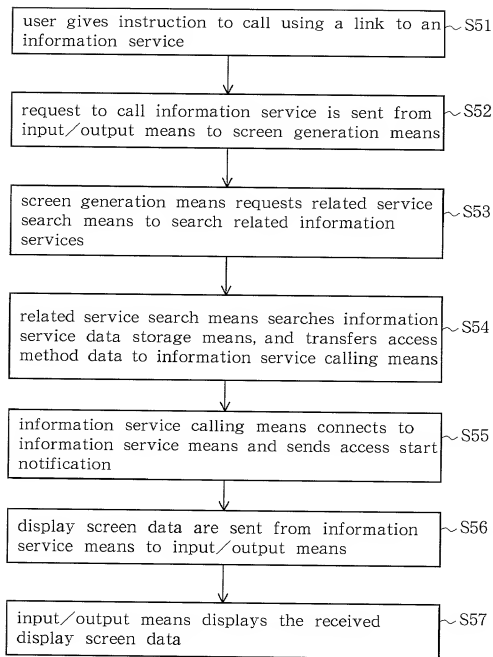 user gives instruction to call using a link to an
information service
S51
request to call information service is sent from
input/output means to screen generation means
S52
screen generation means requests related service
search means to search related information
services
S53
related service search means searches information
service data storage means, and transfers access
method data to information service calling means
S54
information service calling means connects to
information service means and sends access start
notification
S55
display screen data are sent from information
service means to input/output means
S56
input/output means displays the received
display screen data
S57